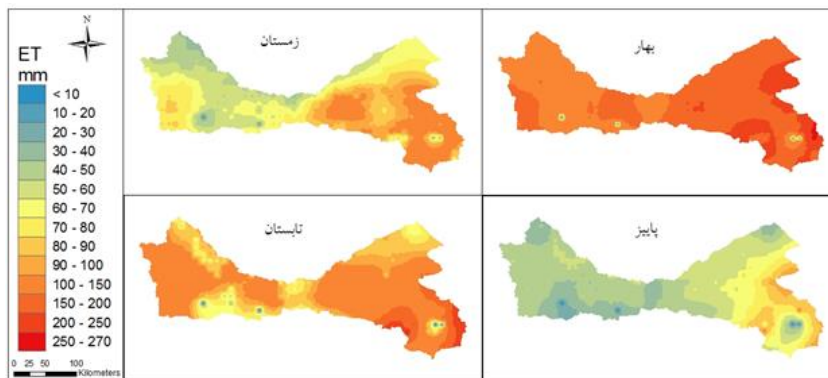 N
ET
mm
< 10
10 - 20
20 - 30
30 - 40
40 - 50
50 - 60
60 - 70
70 - 80
80 - 90
90 - 100
100 - 150
150 - 200
200 - 250
250 - 270
0 25 50 100
Kilometers
زمستان
بهار
تابستان
پاییز